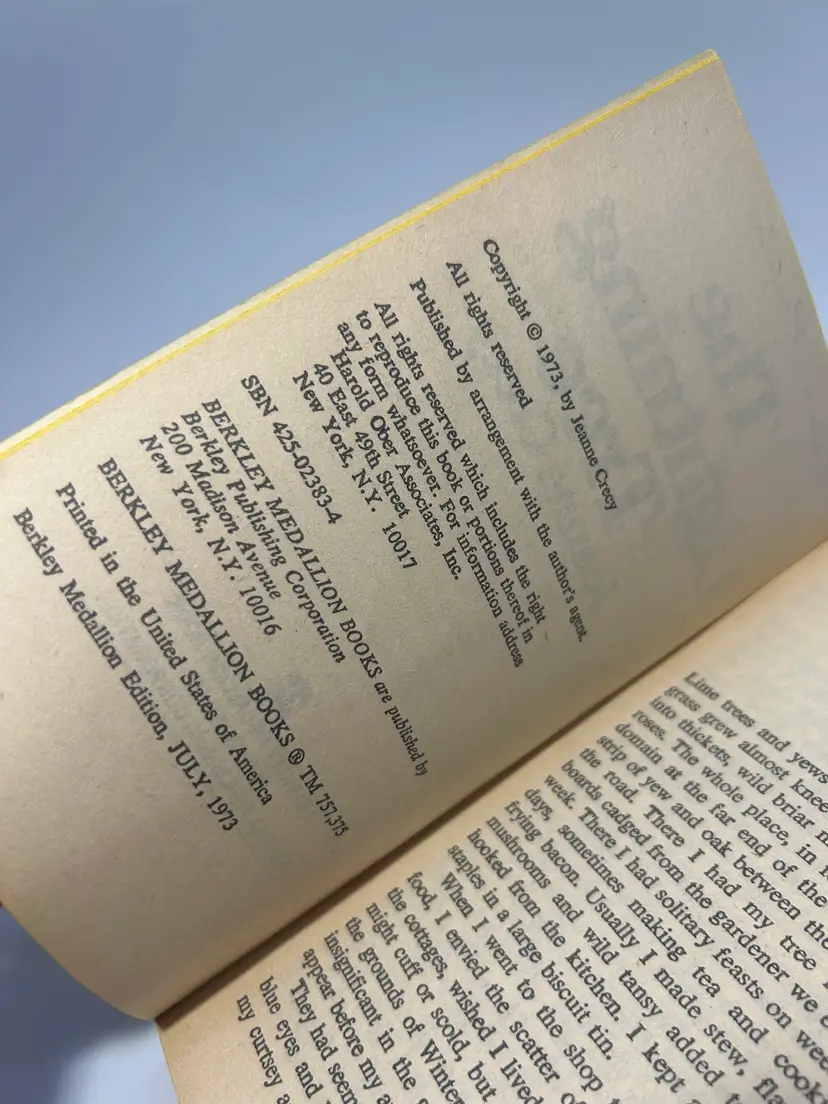 Copyright © 1973, by Jeanne Crecy
All rights reserved
Published by arrangement with the author's agent.
All rights reserved which includes the right
to reproduce this book or portions thereof in
any form whatsoever. For information address
Harold Ober Associates, Inc.
40 East 49th Street
New York, N.Y. 10017
SBN 425-02383-4
BERKLEY MEDALLION BOOKS are published by
Berkley Publishing Corporation
200 Madison Avenue
New York, N.Y. 10016
BERKLEY MEDALLION BOOKS ® TM 757,375
Printed in the United States of America
Berkley Medallion Edition, JULY, 1973
Lime trees and yews
grass grew almost knee
into thickets, wild briar
roses. The whole place, in
domain at the far end of the
strip of yew and oak between the
the road. There I had my tree
boards cadged from the gardener we
week. There I had solitary feasts on
days, sometimes making tea and
frying bacon. Usually I made stew,
mushrooms and wild tansy added
hooked from the kitchen. I kept
staples in a large biscuit tin.
When I went to the shop
food, I envied the scatter
the cottages, wished I lived
might cuff or scold, but
the grounds of
insignificant in the
appear before my
They had
blue eyes and
my curtsey